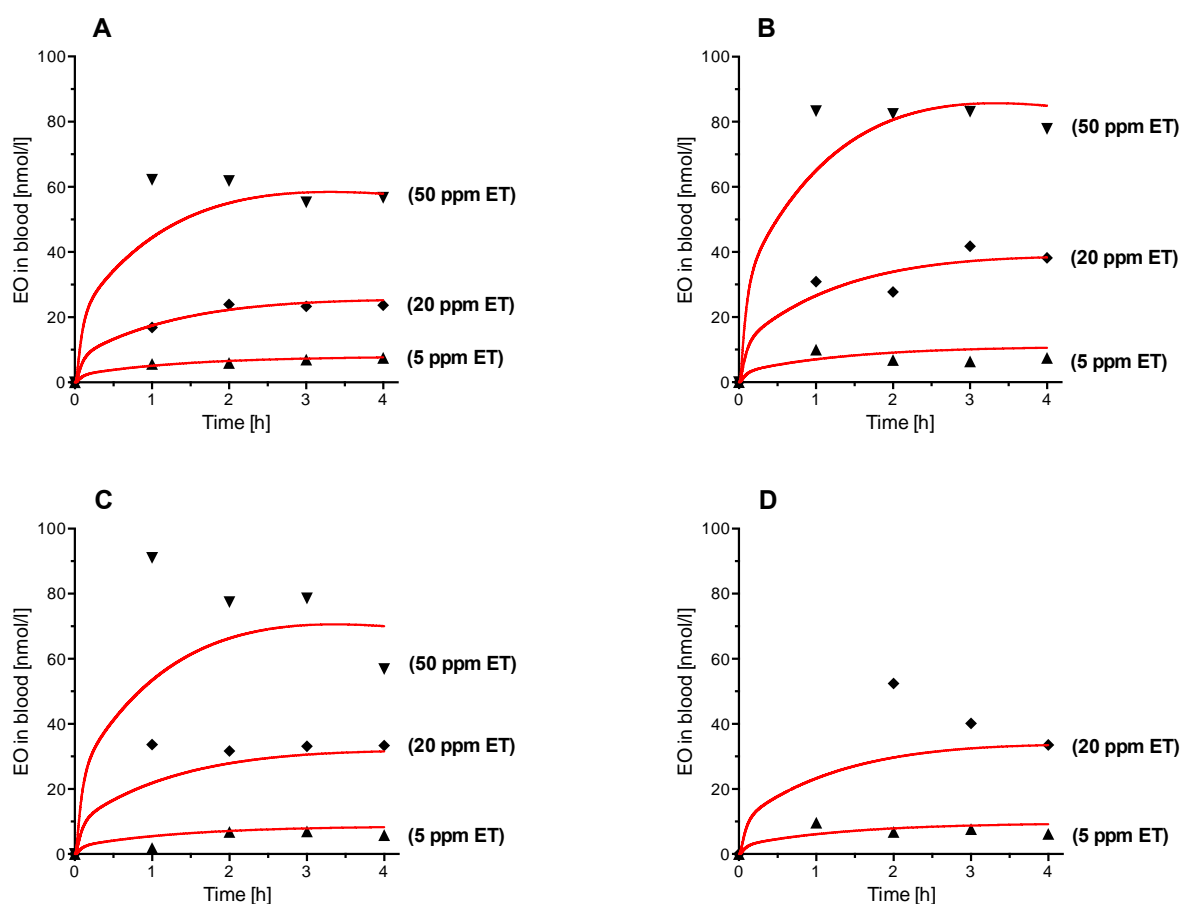 A
100
80
60
40
20
0
EO in blood [nmol/l]
(50 ppm ET)
(20 ppm ET)
(5 ppm ET)
0 1 2 3 4
Time [h]
B
100
80
60
40
20
0
EO in blood [nmol/l]
(50 ppm ET)
(20 ppm ET)
(5 ppm ET)
0 1 2 3 4
Time [h]
C
100
80
60
40
20
0
EO in blood [nmol/l]
(50 ppm ET)
(20 ppm ET)
(5 ppm ET)
0 1 2 3 4
Time [h]
D
100
80
60
40
20
0
EO in blood [nmol/l]
(20 ppm ET)
(5 ppm ET)
0 1 2 3 4
Time [h]